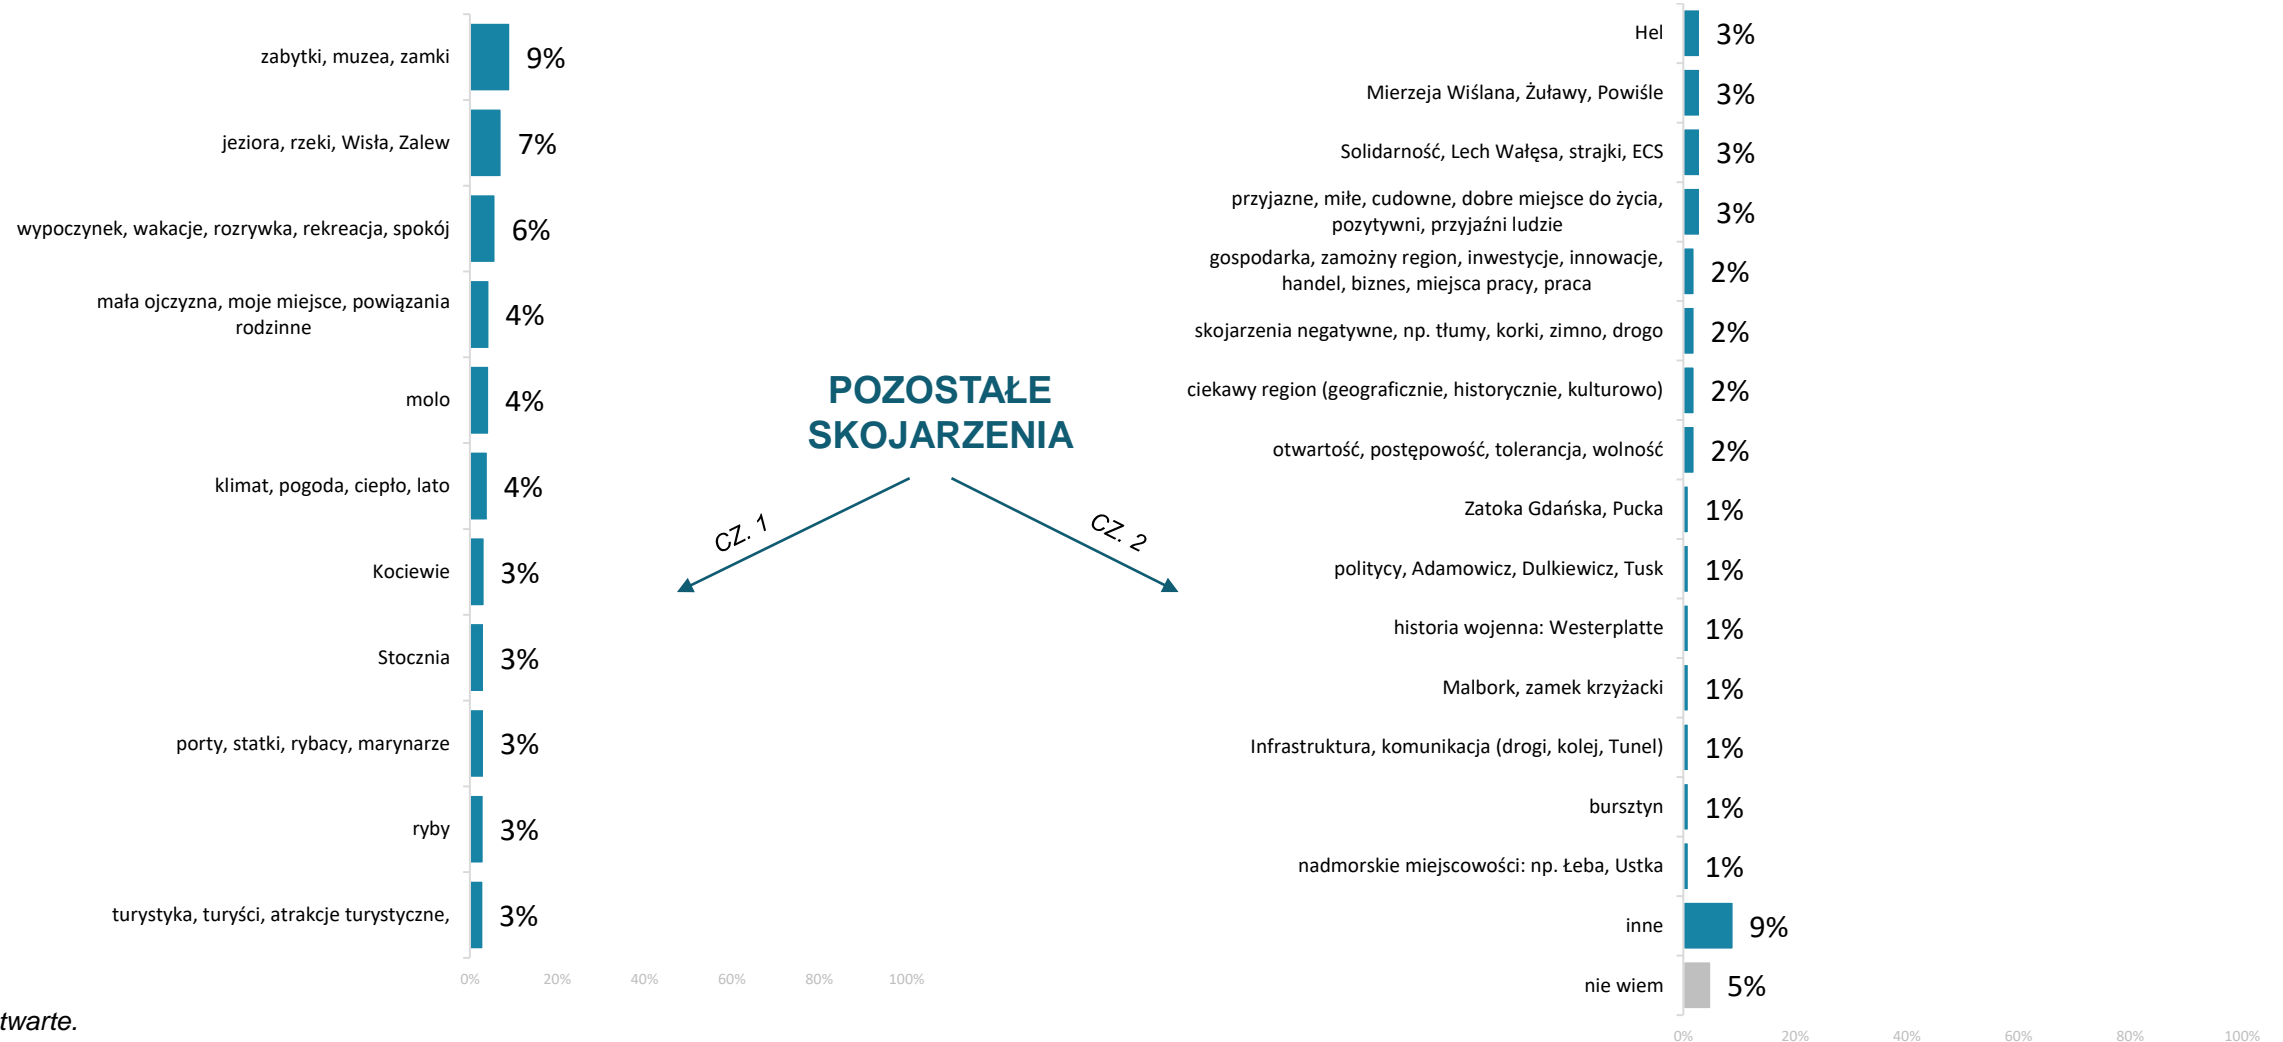 zabytki, muzea, zamki 9%
jeziora, rzeki, Wisła, Zalew 7%
wypoczynek, wakacje, rozrywka, rekreacja, spokój 6%
mała ojczyzna, moje miejsce, powiązania
rodzinne 4%
molo 4%
klimat, pogoda, ciepło, lato 4%
Kociewie 3%
Stocznia 3%
porty, statki, rybacy, marynarze 3%
ryby 3%
turystyka, turyści, atrakcje turystyczne, 3%
0% 20% 40% 60% 80% 100%
twarte.
POZOSTAŁE
SKOJARZENIA
CZ. 1
CZ. 2
Hel 3%
Mierzeja Wiślana, Żuławy, Powiśle 3%
Solidarność, Lech Wałęsa, strajki, ECS 3%
przyjazne, miłe, cudowne, dobre miejsce do życia,
pozytywni, przyjaźni ludzie 3%
gospodarka, zamożny region, inwestycje, innowacje,
handel, biznes, miejsca pracy, praca 2%
skojarzenia negatywne, np. tłumy, korki, zimno, drogo 2%
ciekawy region (geograficznie, historycznie, kulturowo) 2%
otwartość, postępowość, tolerancja, wolność 2%
Zatoka Gdańska, Pucka 1%
politycy, Adamowicz, Dulkiewicz, Tusk 1%
historia wojenna: Westerplatte 1%
Malbork, zamek krzyżacki 1%
Infrastruktura, komunikacja (drogi, kolej, Tunel) 1%
bursztyn 1%
nadmorskie miejscowości: np. Łeba, Ustka 1%
inne 9%
nie wiem 5%
0% 20% 40% 60% 80% 100%